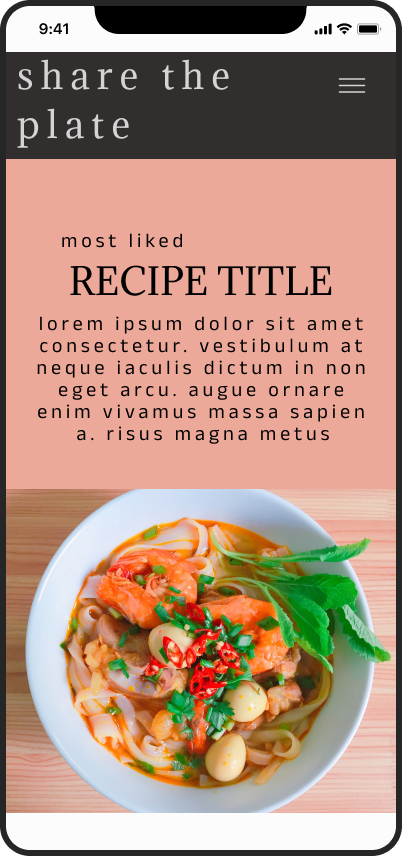 9:41
share the
plate
most liked
RECIPE TITLE
lorem ipsum dolor sit amet
consectetur. vestibulum at
neque iaculis dictum in non
eget arcu. augue ornare
enim vivamus massa sapien
a. risus magna metus